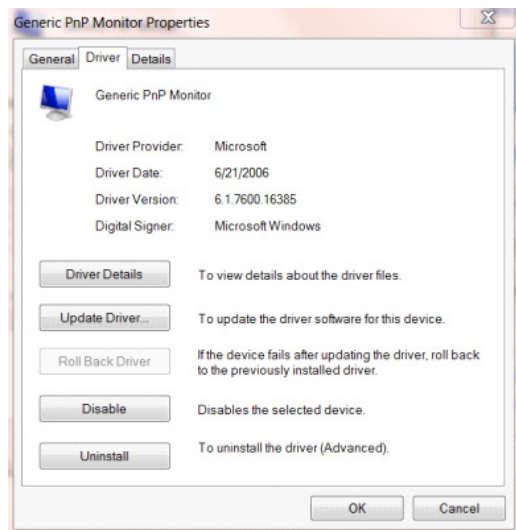 Generic PnP Monitor Properties
General Driver Details
Generic PnP Monitor
Driver Provider: Microsoft
Driver Date: 6/21/2006
Driver Version: 6.1.7600.16385
Digital Signer: Microsoft Windows
Driver Details To view details about the driver files.
Update Driver... To update the driver software for this device.
Roll Back Driver If the device fails after updating the driver, roll back
to the previously installed driver.
Disable Disables the selected device.
Uninstall To uninstall the driver (Advanced).
OK Cancel